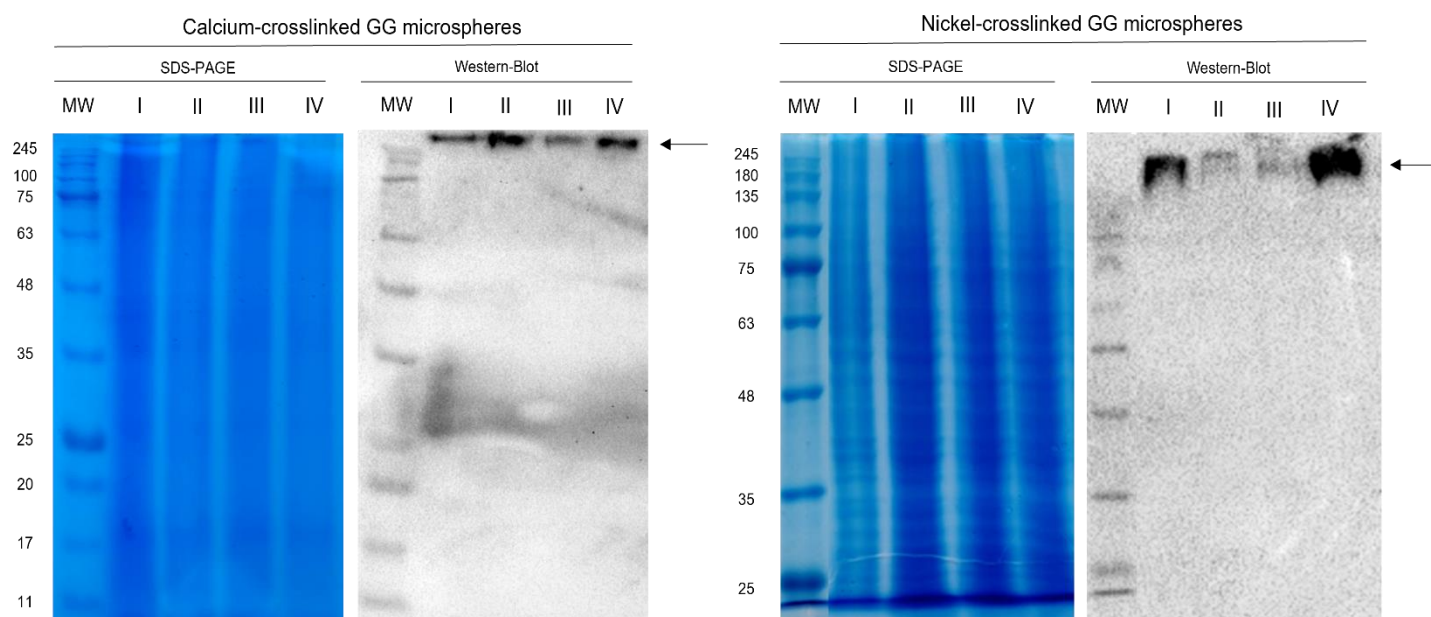 Calcium-crosslinked GG microspheres
SDS-PAGE
Western-Blot
MW I II III IV
MW I II III IV
245
100
75
63
48
35
25
20
17
11
Nickel-crosslinked GG microspheres
SDS-PAGE
Western-Blot
MW I II III IV
MW I II III IV
245
180
135
100
75
63
48
35
25